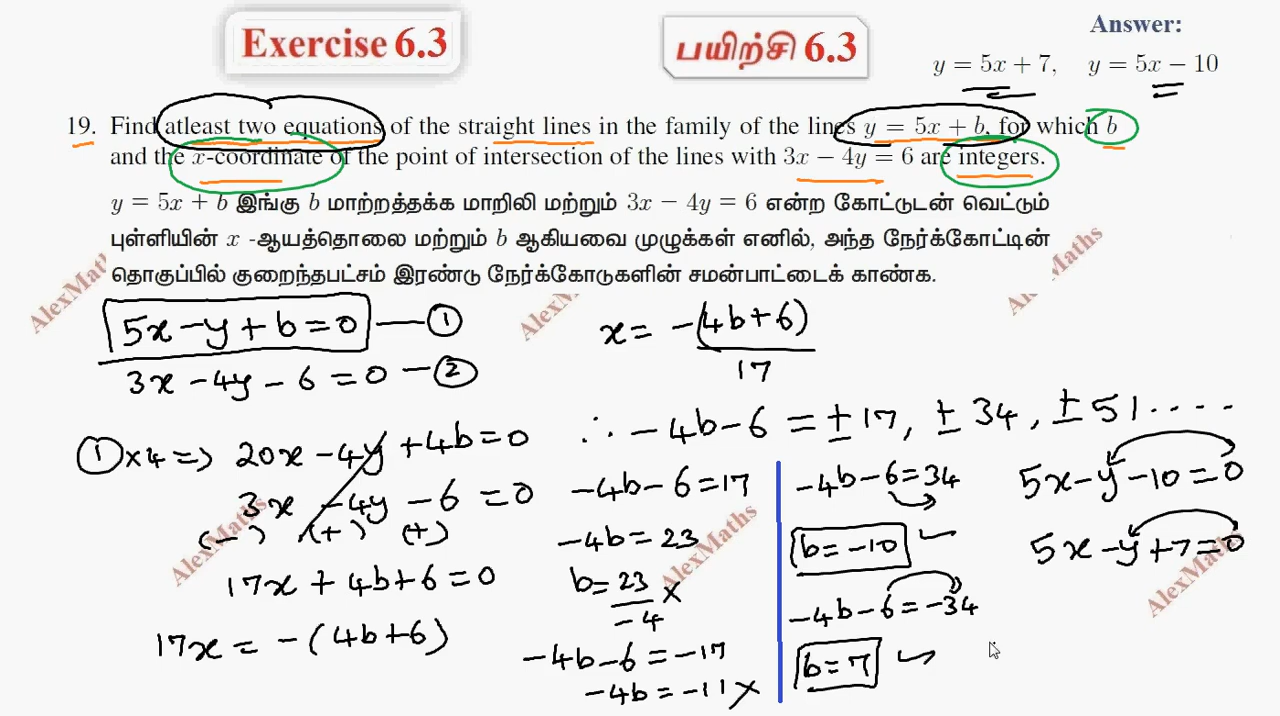 Exercise 6.3
பயிற்சி 6.3
Answer:
y = 5x + 7, y = 5x − 10
19. Find atleast two equations of the straight lines in the family of the lines y = 5x + b, for which b
and the x-coordinate of the point of intersection of the lines with 3x − 4y = 6 are integers.
y = 5x + b இங்கு b மாற்றத்தக்க மாறிலி மற்றும் 3x − 4y = 6 என்ற கோட்டுடன் வெட்டும்
புள்ளியின் x -ஆயத்தொலை மற்றும் b ஆகியவை முழுக்கள் எனில், அந்த நேர்க்கோட்டின்
தொகுப்பில் குறைந்தபட்சம் இரண்டு நேர்க்கோடுகளின் சமன்பாட்டைக் காண்க.
AlexMaths
AlexMaths
AlexMaths
5x − y + b = 0 — ①
3x − 4y − 6 = 0 — ②
① × 4 ⇒ 20x − 4y + 4b = 0
3x − 4y − 6 = 0
(−) (+) (+)
17x + 4b + 6 = 0
17x = −(4b + 6)
x = −(4b + 6)
17
∴ −4b − 6 = ±17, ±34, ±51 ....
−4b − 6 = 17
−4b = 23
b = 23
−4 ×
−4b − 6 = −17
−4b = −11 ×
−4b − 6 = 34
b = −10 ✓
−4b − 6 = −34
b = 7 ✓
5x − y − 10 = 0
5x − y + 7 = 0
AlexMaths
AlexMaths
AlexMaths